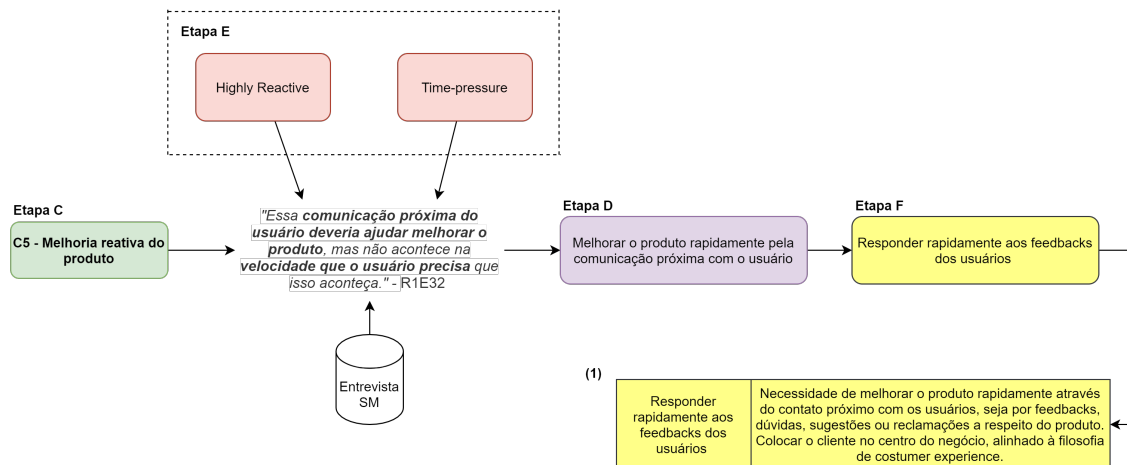 Etapa E
Highly Reactive
Time-pressure
Etapa C
C5 - Melhoria reativa do
produto
"Essa comunicação próxima do
usuário deveria ajudar melhorar o
produto, mas não acontece na
velocidade que o usuário precisa que
isso aconteça." - R1E32
Entrevista
SM
Etapa D
Melhorar o produto rapidamente pela
comunicação próxima com o usuário
Etapa F
Responder rapidamente aos feedbacks
dos usuários
(1)
Responder
rapidamente aos
feedbacks dos
usuários
Necessidade de melhorar o produto rapidamente através
do contato próximo com os usuários, seja por feedbacks,
dúvidas, sugestões ou reclamações a respeito do produto.
Colocar o cliente no centro do negócio, alinhado à filosofia
de costumer experience.